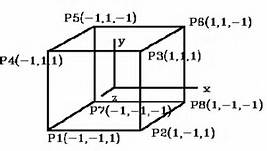 P5(-1,1,-1)
P6(1,1,-1)
y
P4(-1,1,1)
P3(1,1,1)
x
z
P7(-1,-1,-1)
P8(1,-1,-1)
P1(-1,-1,1)
P2(1,-1,1)